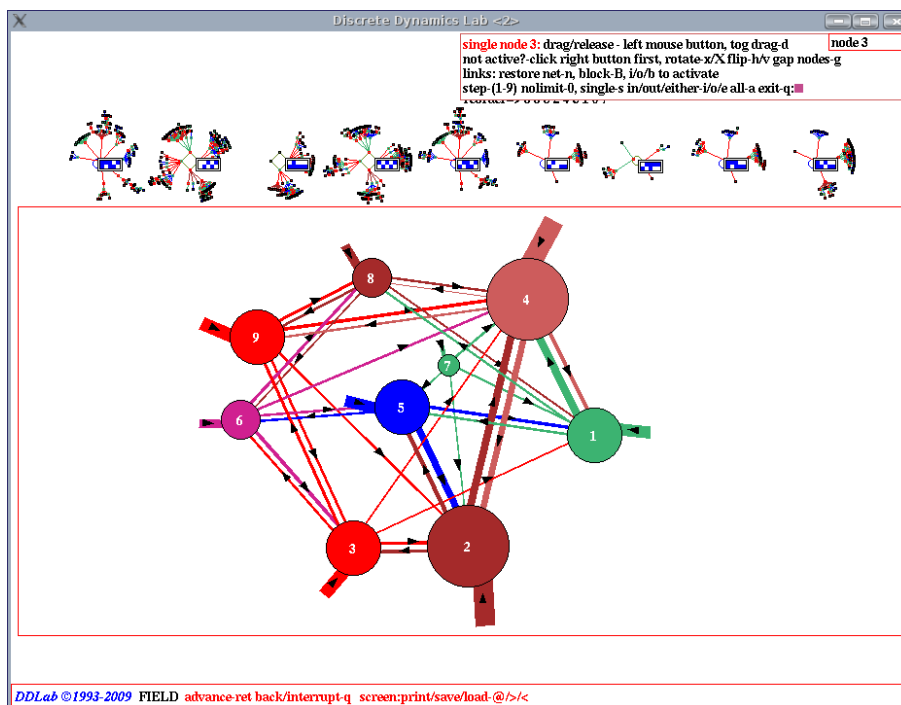 Discrete Dynamics Lab <2>
single node 3: drag/release - left mouse button, tog drag-d
node 3
not active?-click right button first, rotate-x/X flip-h/v gap nodes-g
links: restore net-n, block-B, i/o/b to activate
step-(1-9) nolimit-0, single-s in/out/either-i/o/e all-a exit-q:
8
4
9
7
5
6
1
3
2
DDLab ©1993-2009 FIELD advance-ret back/interrupt-q screen:print/save/load-@/>/<